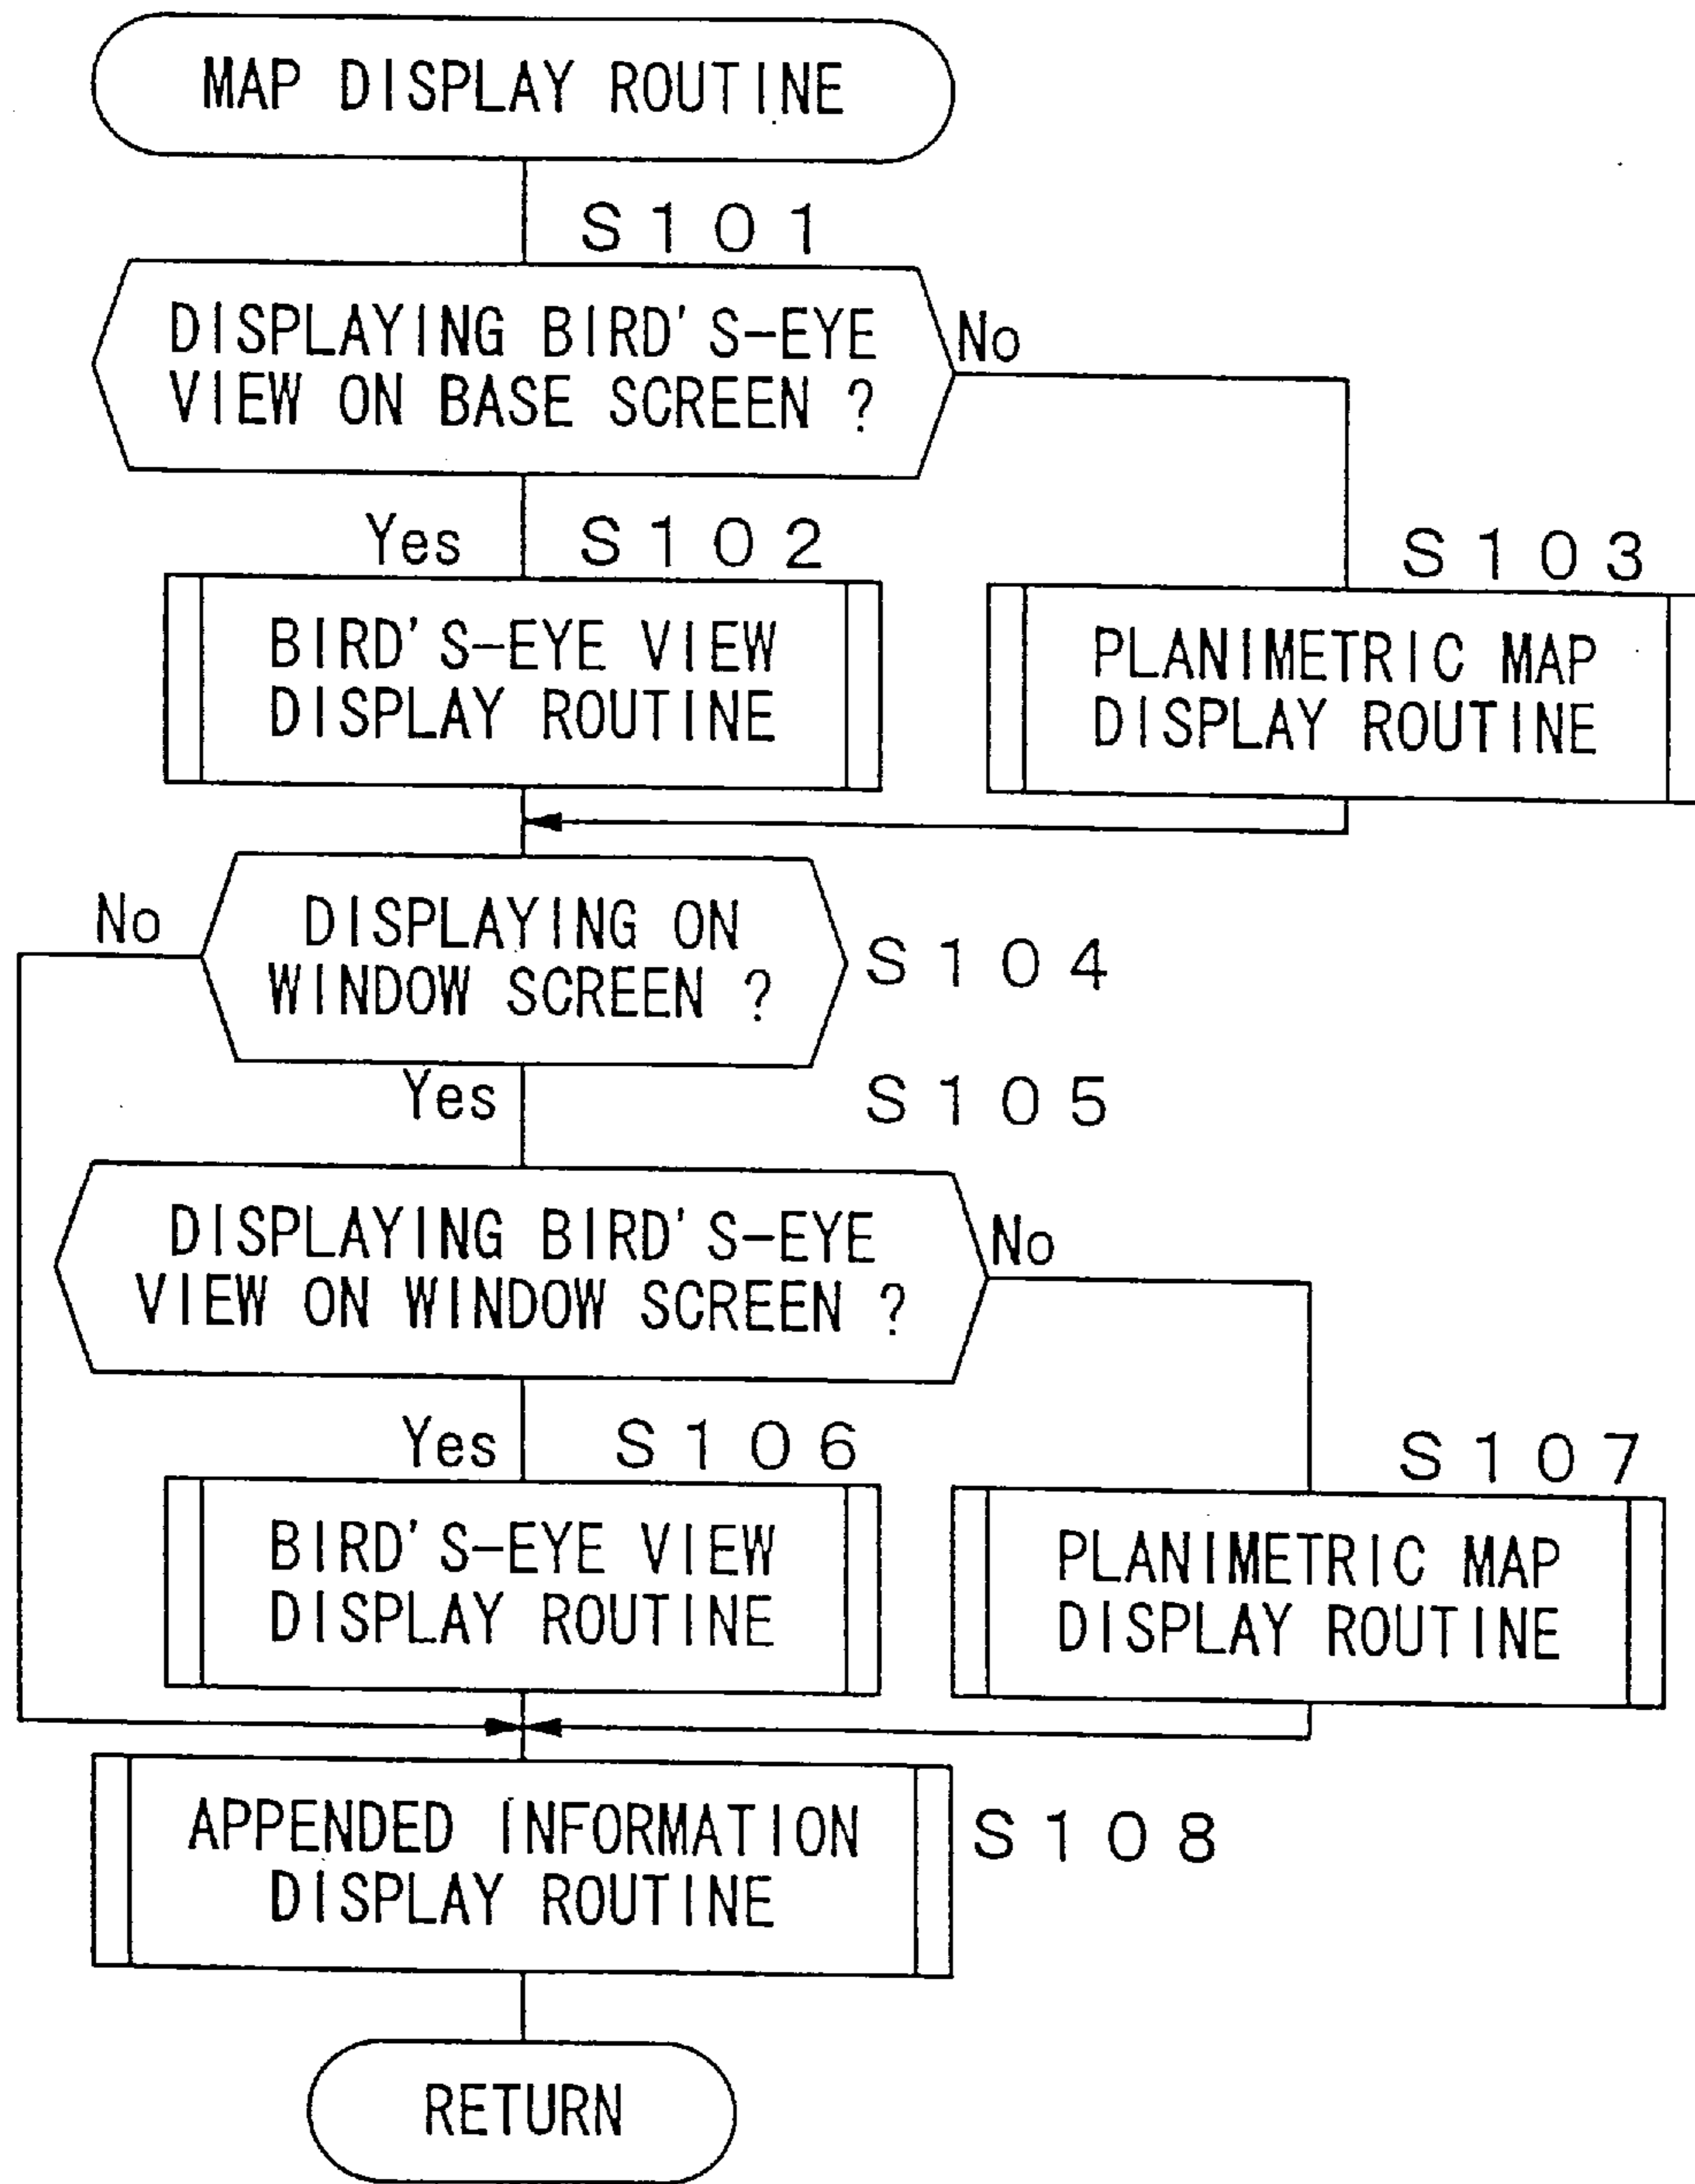 MAP DISPLAY ROUTINE
S101
DISPLAYING BIRD'S-EYE
VIEW ON BASE SCREEN ?
No
Yes
S102
S103
BIRD'S-EYE VIEW
DISPLAY ROUTINE
PLANIMETRIC MAP
DISPLAY ROUTINE
No
DISPLAYING ON
WINDOW SCREEN ?
S104
Yes
S105
DISPLAYING BIRD'S-EYE
VIEW ON WINDOW SCREEN ?
No
Yes
S106
S107
BIRD'S-EYE VIEW
DISPLAY ROUTINE
PLANIMETRIC MAP
DISPLAY ROUTINE
APPENDED INFORMATION
DISPLAY ROUTINE
S108
RETURN